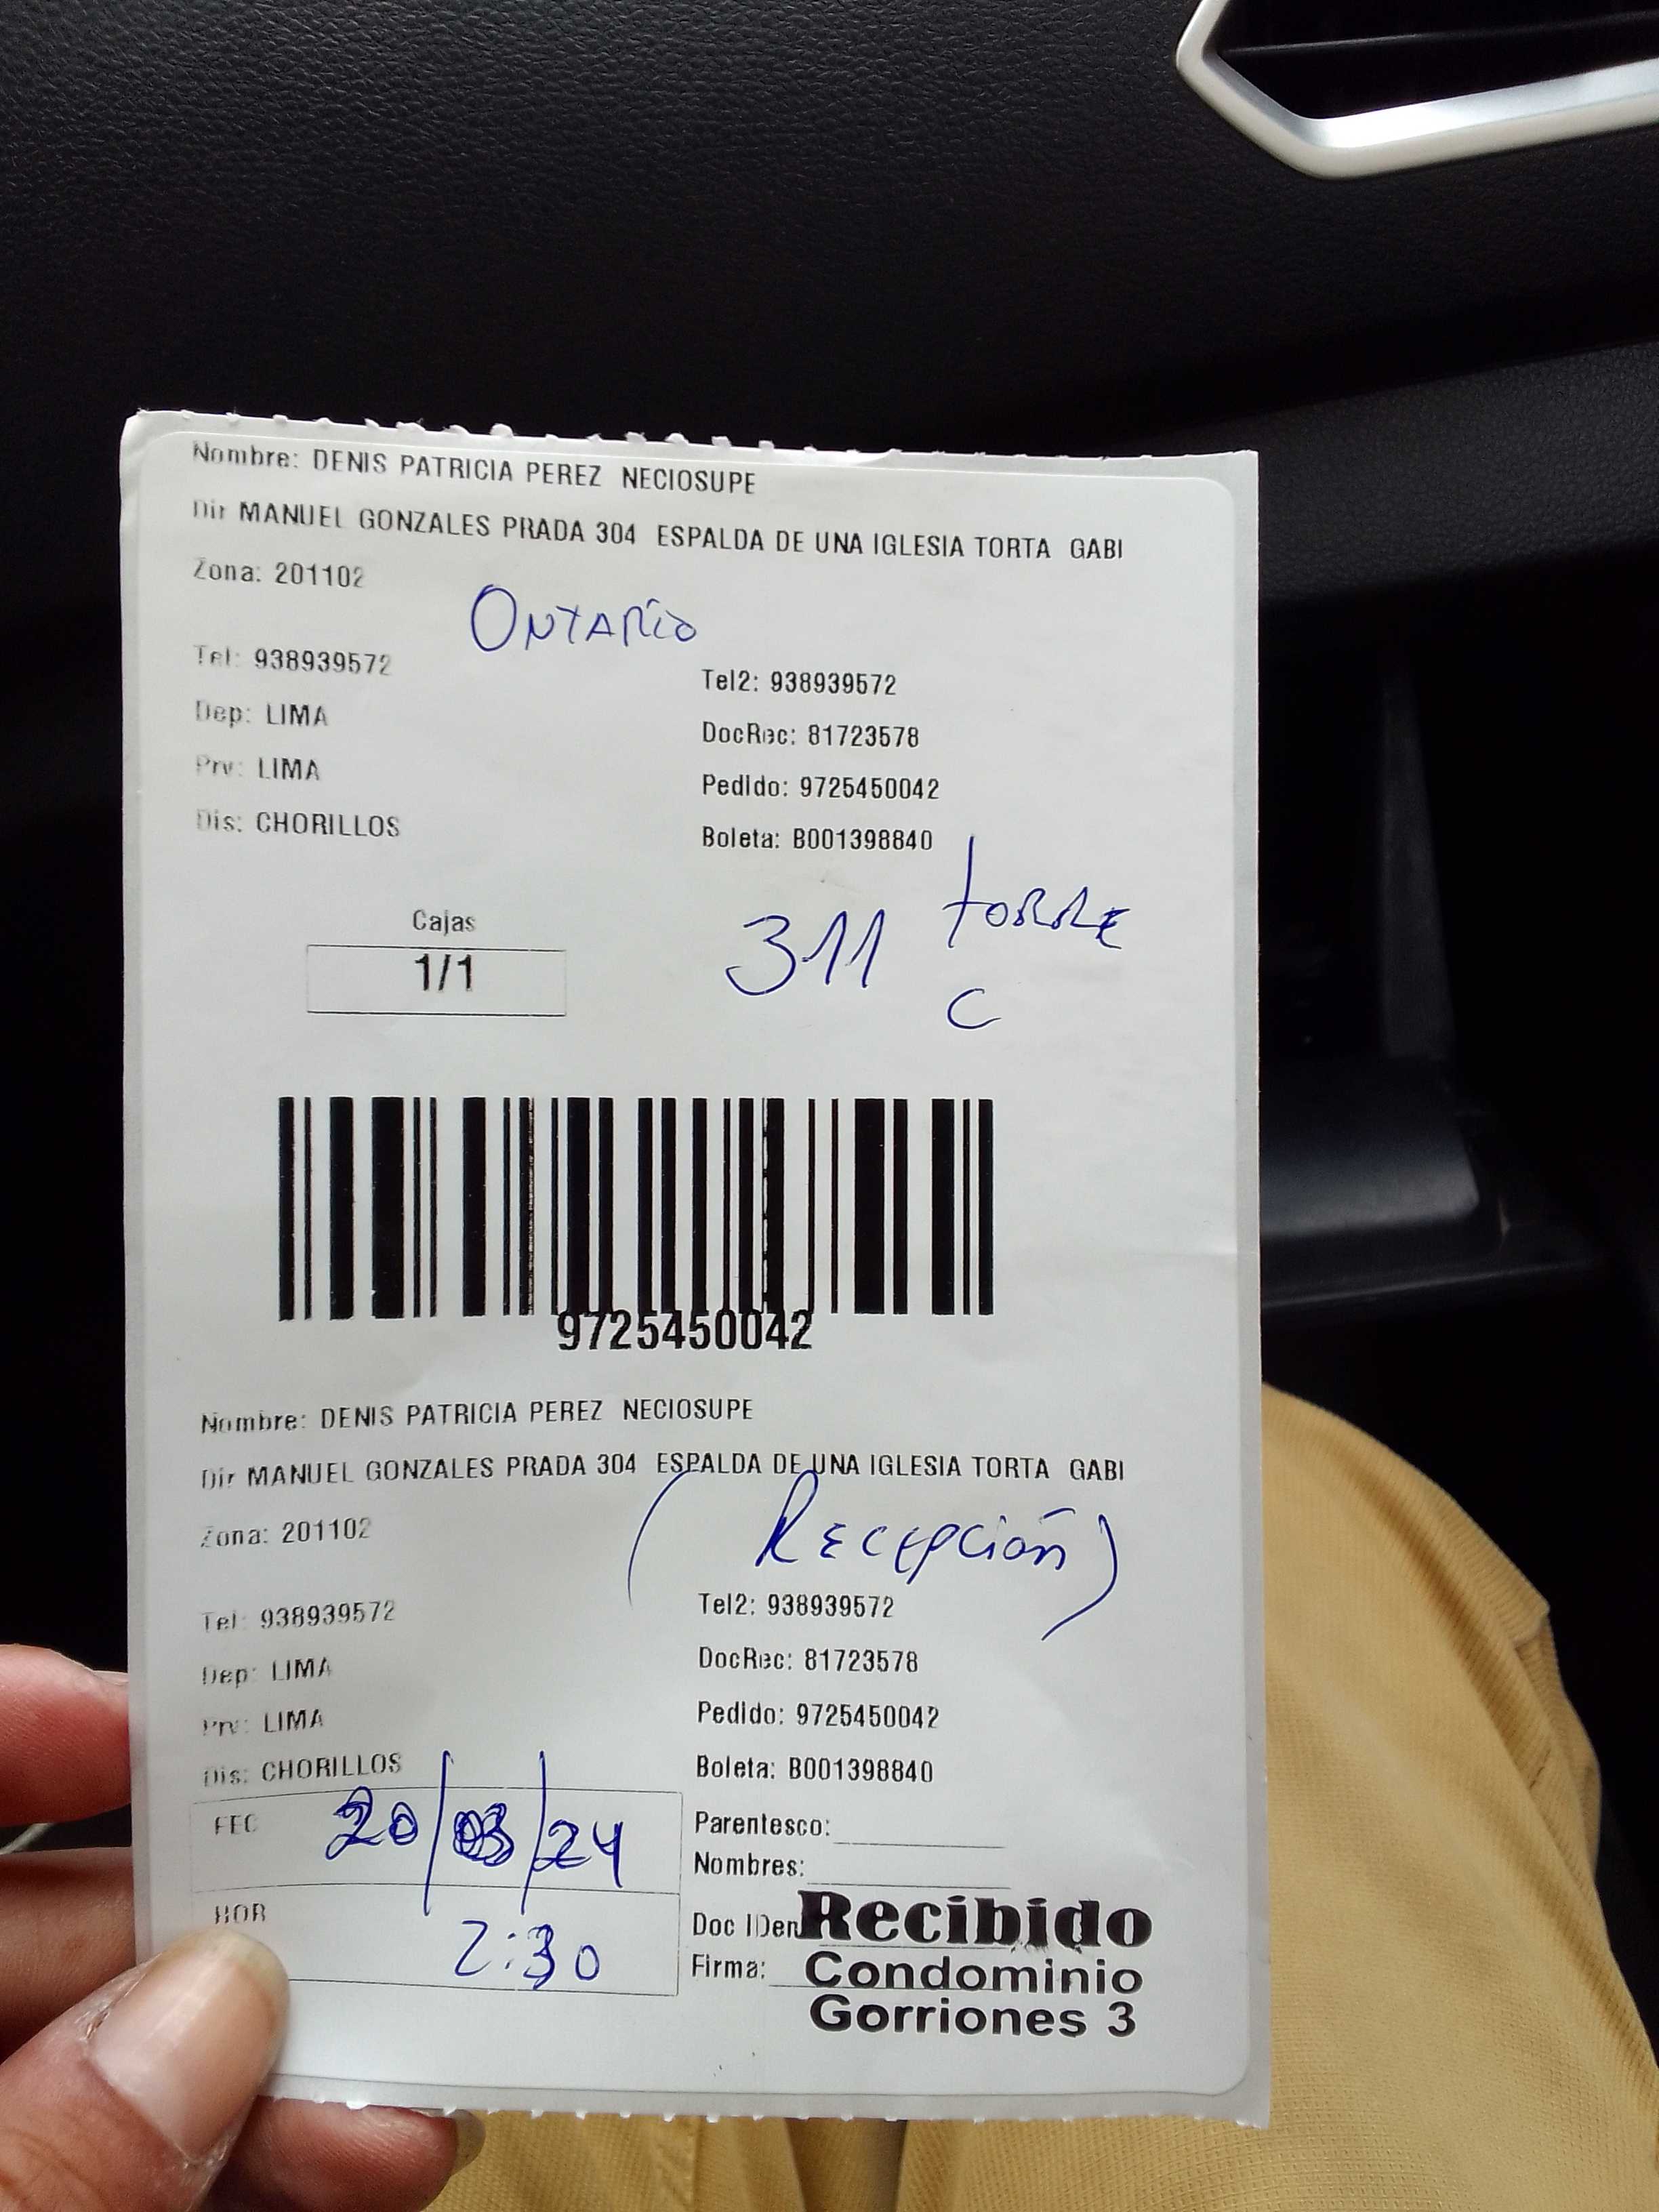 Nombre: DENIS PATRICIA PEREZ NECIOSUPE
Dir MANUEL GONZALES PRADA 304 ESPALDA DE UNA IGLESIA TORTA GABI
Zona: 201102
ONTARIO
Tel: 938939572 Tel2: 938939572
Dep: LIMA DocRec: 81723578
Prv: LIMA PedIdo: 9725450042
Dis: CHORILLOS Boleta: B001398840
Cajas
1/1
311 torre
C
9725450042
Nombre: DENIS PATRICIA PEREZ NECIOSUPE
Dir MANUEL GONZALES PRADA 304 ESPALDA DE UNA IGLESIA TORTA GABI
Zona: 201102
(Recepción)
Tel: 938939572 Tel2: 938939572
Dep: LIMA DocRec: 81723578
Prv: LIMA PedIdo: 9725450042
Dis: CHORILLOS Boleta: B001398840
FEC 20/03/24 Parentesco:
Nombres:
HOR 2:30 Doc IDen
Firma:
Recibido
Condominio
Gorriones 3